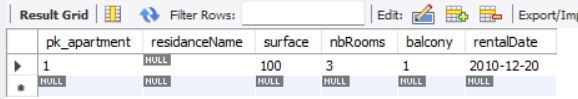 Result Grid Filter Rows: Edit: Export/Imp
pk_apartment residanceName surface nbRooms balcony rentalDate
1 NULL 100 3 1 2010-12-20
NULL NULL NULL NULL NULL NULL